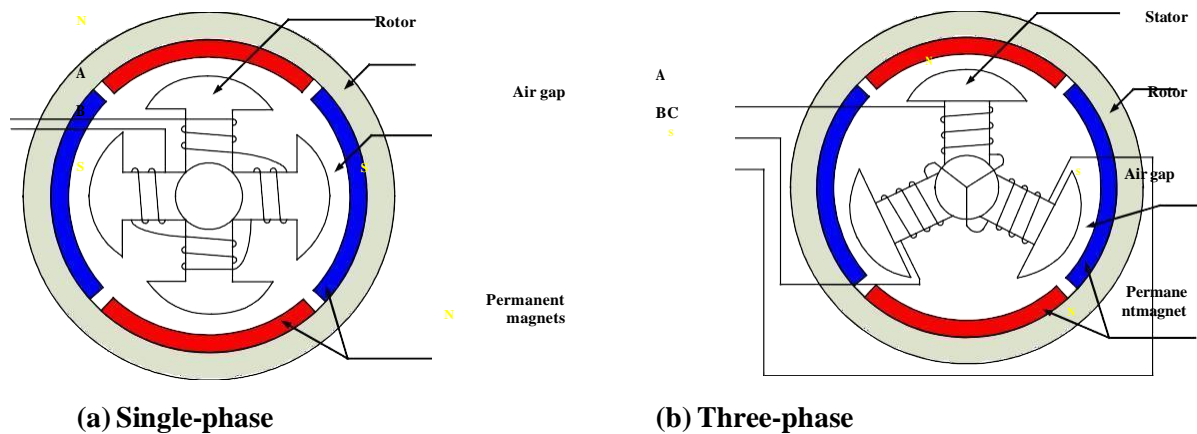 N
Rotor
A
Air gap
B
S
S
Permanent
magnets
N
(a) Single-phase
Stator
N
A
Rotor
BC
s
s
Air gap
Permane
ntmagnet
N
(b) Three-phase